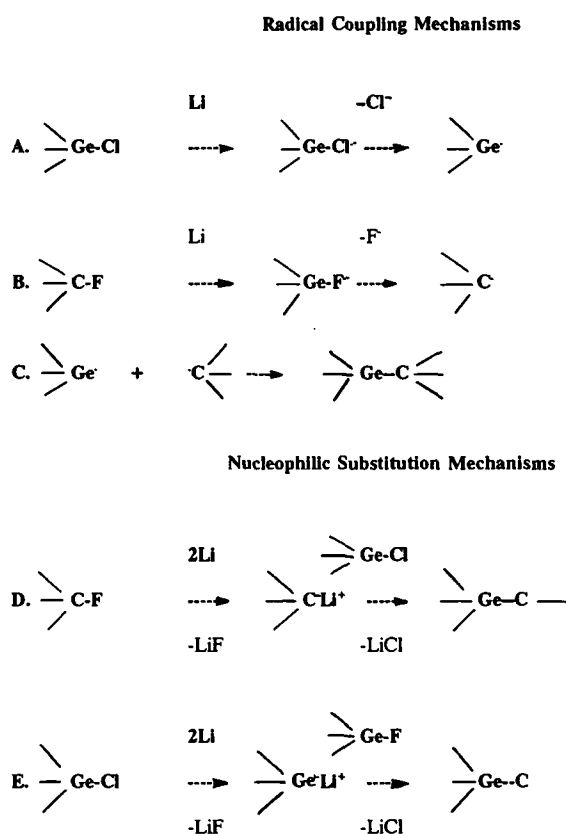 Radical Coupling Mechanisms
Li -Cl⁻
A. Ge-Cl Ge-Cl·⁻ Ge·
Li -F⁻
B. C-F Ge-F·⁻ C·
C. Ge· + ·C Ge-C
Nucleophilic Substitution Mechanisms
2Li Ge-Cl
D. C-F C⁻Li⁺ Ge-C
-LiF -LiCl
2Li Ge-F
E. Ge-Cl Ge⁻Li⁺ Ge--C
-LiF -LiCl